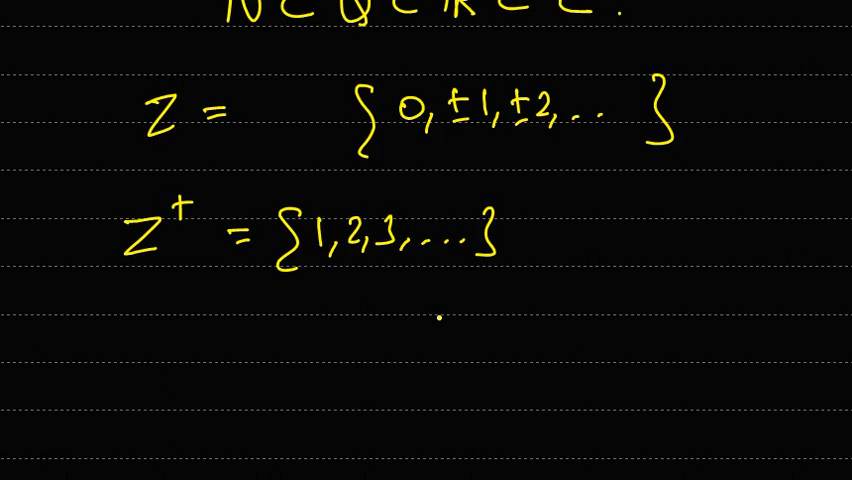 N ⊂ Q ⊂ R ⊂ C.
Z = { 0, ±1, ±2, ... }
Z⁺ = { 1, 2, 3, .... }